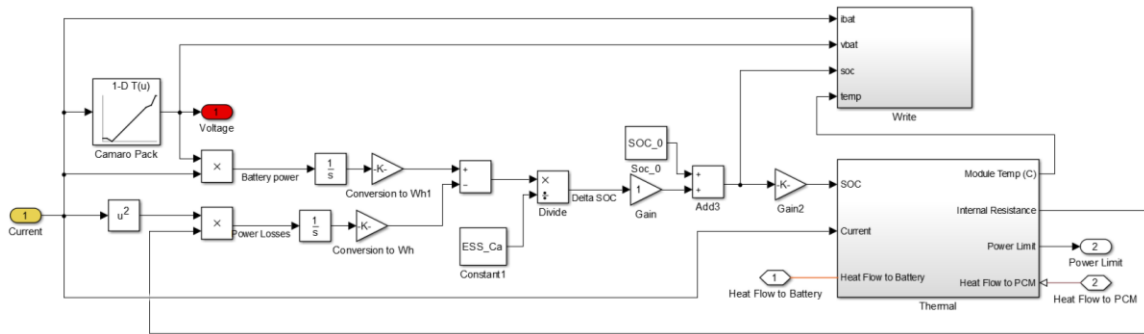 ibat
vbat
soc
temp
Write
1-D T(u)
Camaro Pack
1
Voltage
×
Battery power
1
s
-K-
Conversion to Wh1
+
−
×
÷
Divide
Delta SOC
1
Gain
SOC_0
Soc_0
+
+
Add3
-K-
Gain2
SOC
Module Temp (C)
Internal Resistance
Current
Power Limit
2
Power Limit
Heat Flow to Battery
Heat Flow to PCM
Thermal
1
Heat Flow to Battery
2
Heat Flow to PCM
1
Current
u²
×
Power Losses
1
s
-K-
Conversion to Wh
ESS_Ca
Constant1